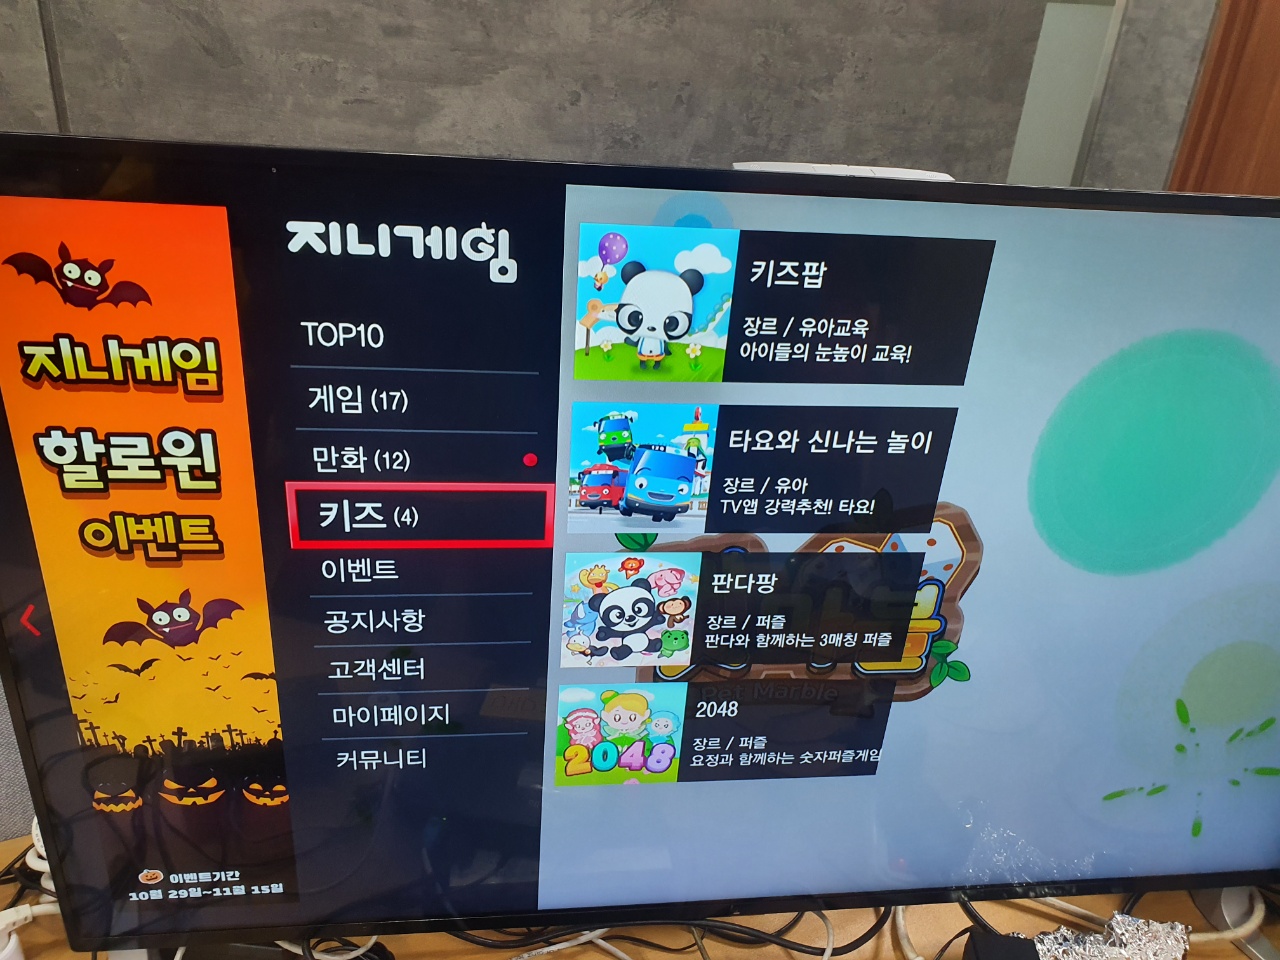 지니게임
할로윈
이벤트
이벤트기간
10월 29일~11월 15일
지니게임
TOP10
게임 (17)
만화 (12)
키즈 (4)
이벤트
공지사항
고객센터
마이페이지
커뮤니티
키즈팝
장르 / 유아교육
아이들의 눈높이 교육!
타요와 신나는 놀이
장르 / 유아
TV앱 강력추천! 타요!
판다팡
장르 / 퍼즐
판다와 함께하는 3매칭 퍼즐
2048
2048
장르 / 퍼즐
요정과 함께하는 숫자퍼즐게임
Pet Marble